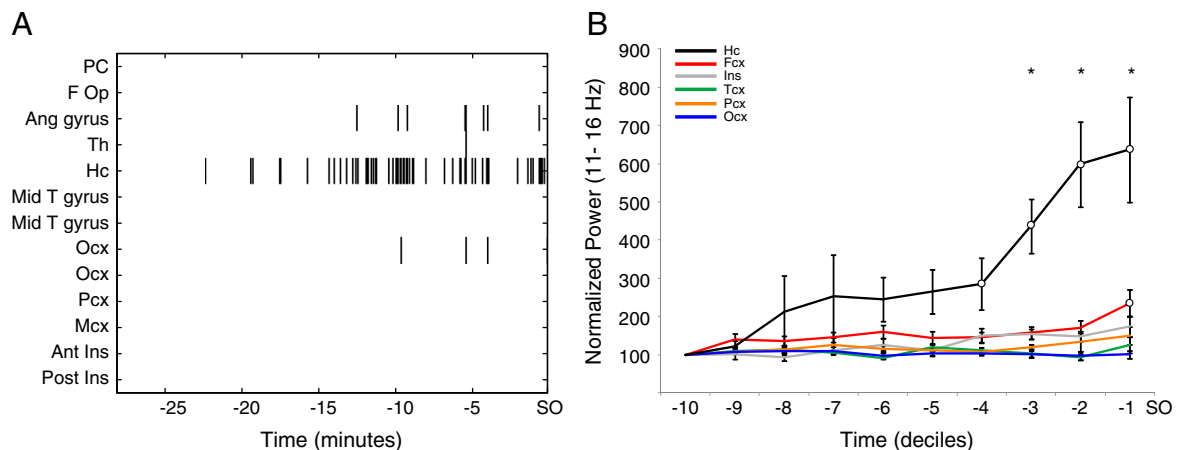 A
PC
F Op
Ang gyrus
Th
Hc
Mid T gyrus
Mid T gyrus
Ocx
Ocx
Pcx
Mcx
Ant Ins
Post Ins
-25 -20 -15 -10 -5 SO
Time (minutes)
B
Normalized Power (11- 16 Hz)
900
800
700
600
500
400
300
200
100
Hc
Fcx
Ins
Tcx
Pcx
Ocx
* * *
-10 -9 -8 -7 -6 -5 -4 -3 -2 -1 SO
Time (deciles)